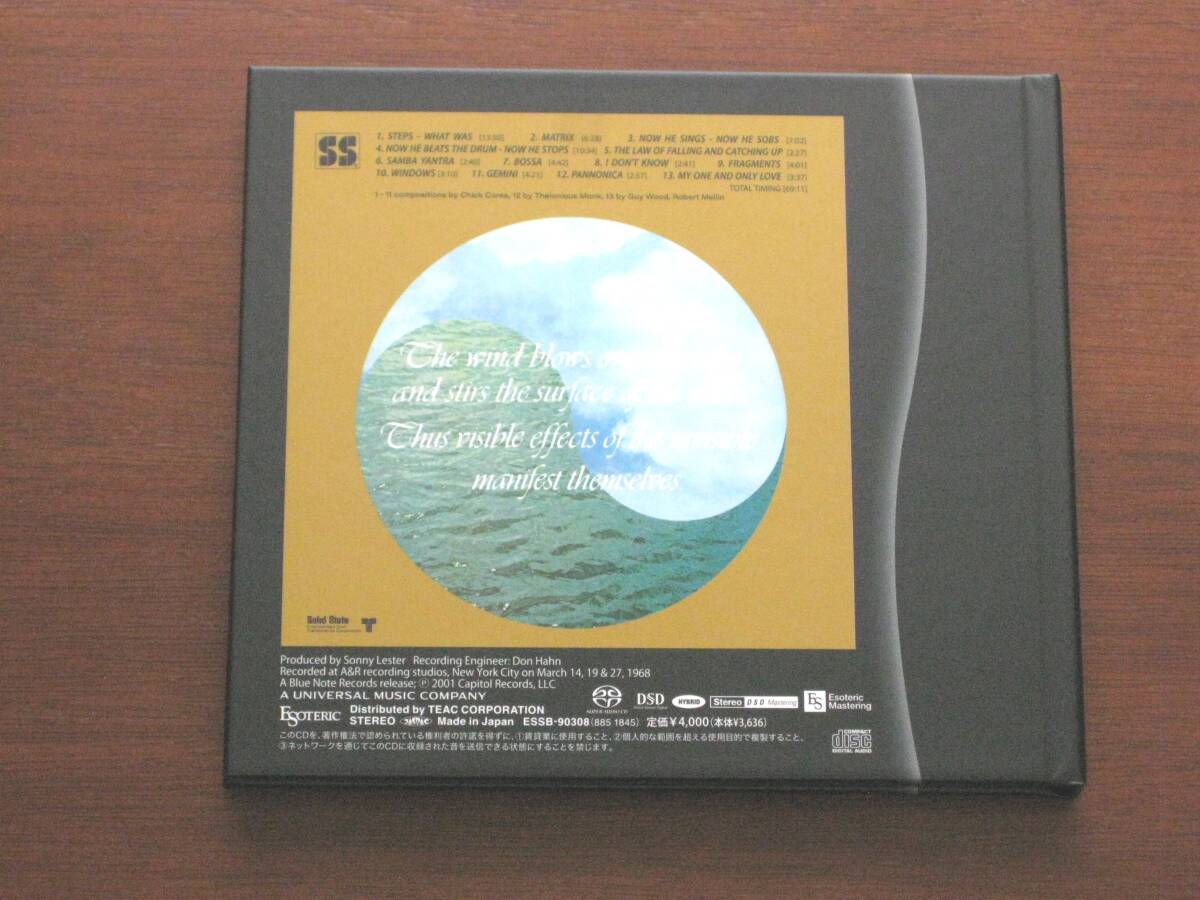 SS
1. STEPS - WHAT WAS [13:50] 2. MATRIX [6:28] 3. NOW HE SINGS - NOW HE SOBS [7:02]
4. NOW HE BEATS THE DRUM - NOW HE STOPS [10:34] 5. THE LAW OF FALLING AND CATCHING UP [2:27]
6. SAMBA YANTRA [2:40] 7. BOSSA [4:42] 8. I DON'T KNOW [2:41] 9. FRAGMENTS [4:01]
10. WINDOWS [3:10] 11. GEMINI [4:21] 12. PANNONICA [2:57] 13. MY ONE AND ONLY LOVE [3:37]
TOTAL TIMING [69:11]
1 - 11 compositions by Chick Corea, 12 by Thelonious Monk, 13 by Guy Wood, Robert Mellin
The wind blows over
and stirs the surface of
Thus visible effects of the invisible
manifest themselves.
Solid State
T
Produced by Sonny Lester Recording Engineer: Don Hahn
Recorded at A&R recording studios, New York City on March 14, 19 & 27, 1968
A Blue Note Records release; ℗ 2001 Capitol Records, LLC
A UNIVERSAL MUSIC COMPANY
SUPER AUDIO CD DSD Direct Stream Digital HYBRID Stereo DSD Mastering ES Esoteric Mastering
ESOTERIC Distributed by TEAC CORPORATION
STEREO Made in Japan ESSB-90308 (885 1845) 定価¥4,000(本体¥3,636)
このCDを、著作権法で認められている権利者の許諾を得ずに、①賃貸業に使用すること、②個人的な範囲を超える使用目的で複製すること、
③ネットワークを通じてこのCDに収録された音を送信できる状態にすることを禁じます。
COMPACT disc DIGITAL AUDIO